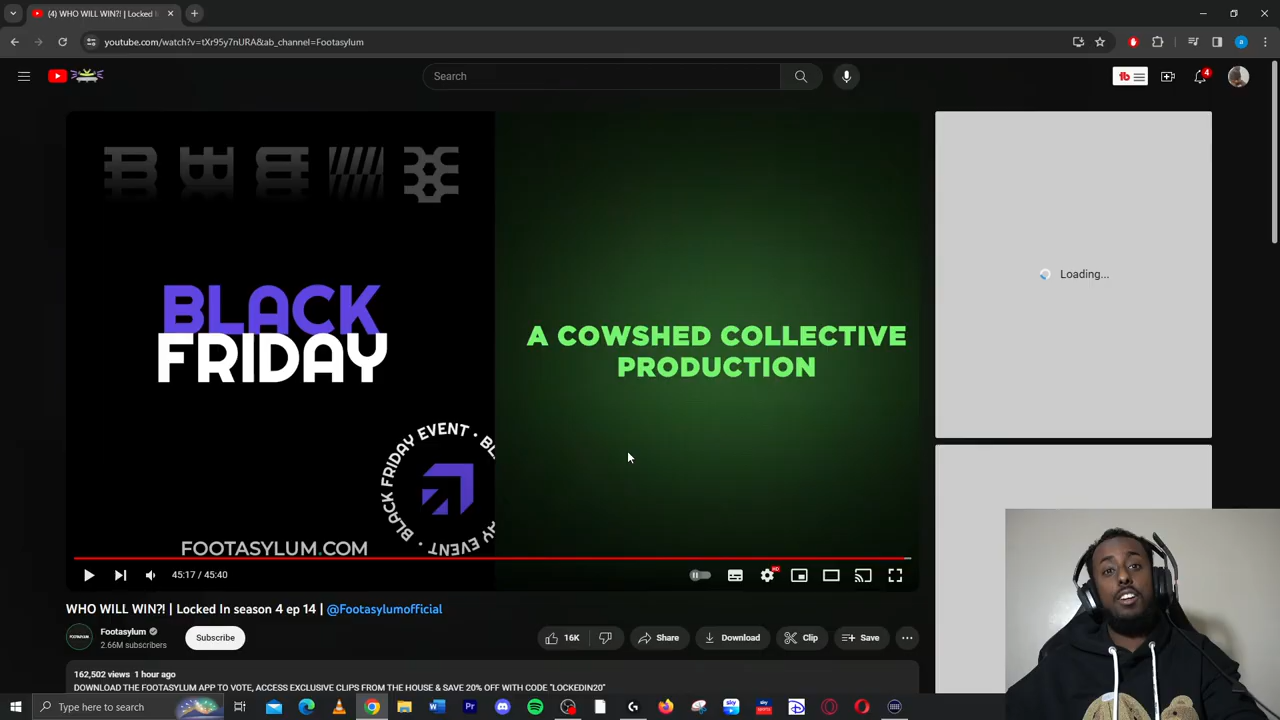 (4) WHO WILL WIN?! | Locked In
youtube.com/watch?v=tXr95y7nURA&ab_channel=Footasylum
Search
tb
4
a
BLACK
FRIDAY
BLACK FRIDAY EVENT
FOOTASYLUM.COM
A COWSHED COLLECTIVE
PRODUCTION
Loading...
45:17 / 45:40
HD
WHO WILL WIN?! | Locked In season 4 ep 14 | @Footasylumofficial
Footasylum
2.66M subscribers
Subscribe
16K
Share
Download
Clip
Save
162,502 views 1 hour ago
DOWNLOAD THE FOOTASYLUM APP TO VOTE, ACCESS EXCLUSIVE CLIPS FROM THE HOUSE & SAVE 20% OFF WITH CODE "LOCKEDIN20"
Type here to search